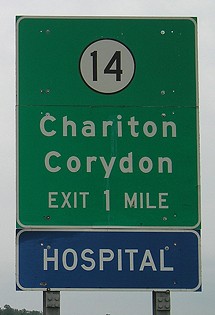 14
Chariton
Corydon
EXIT 1 MILE
HOSPITAL